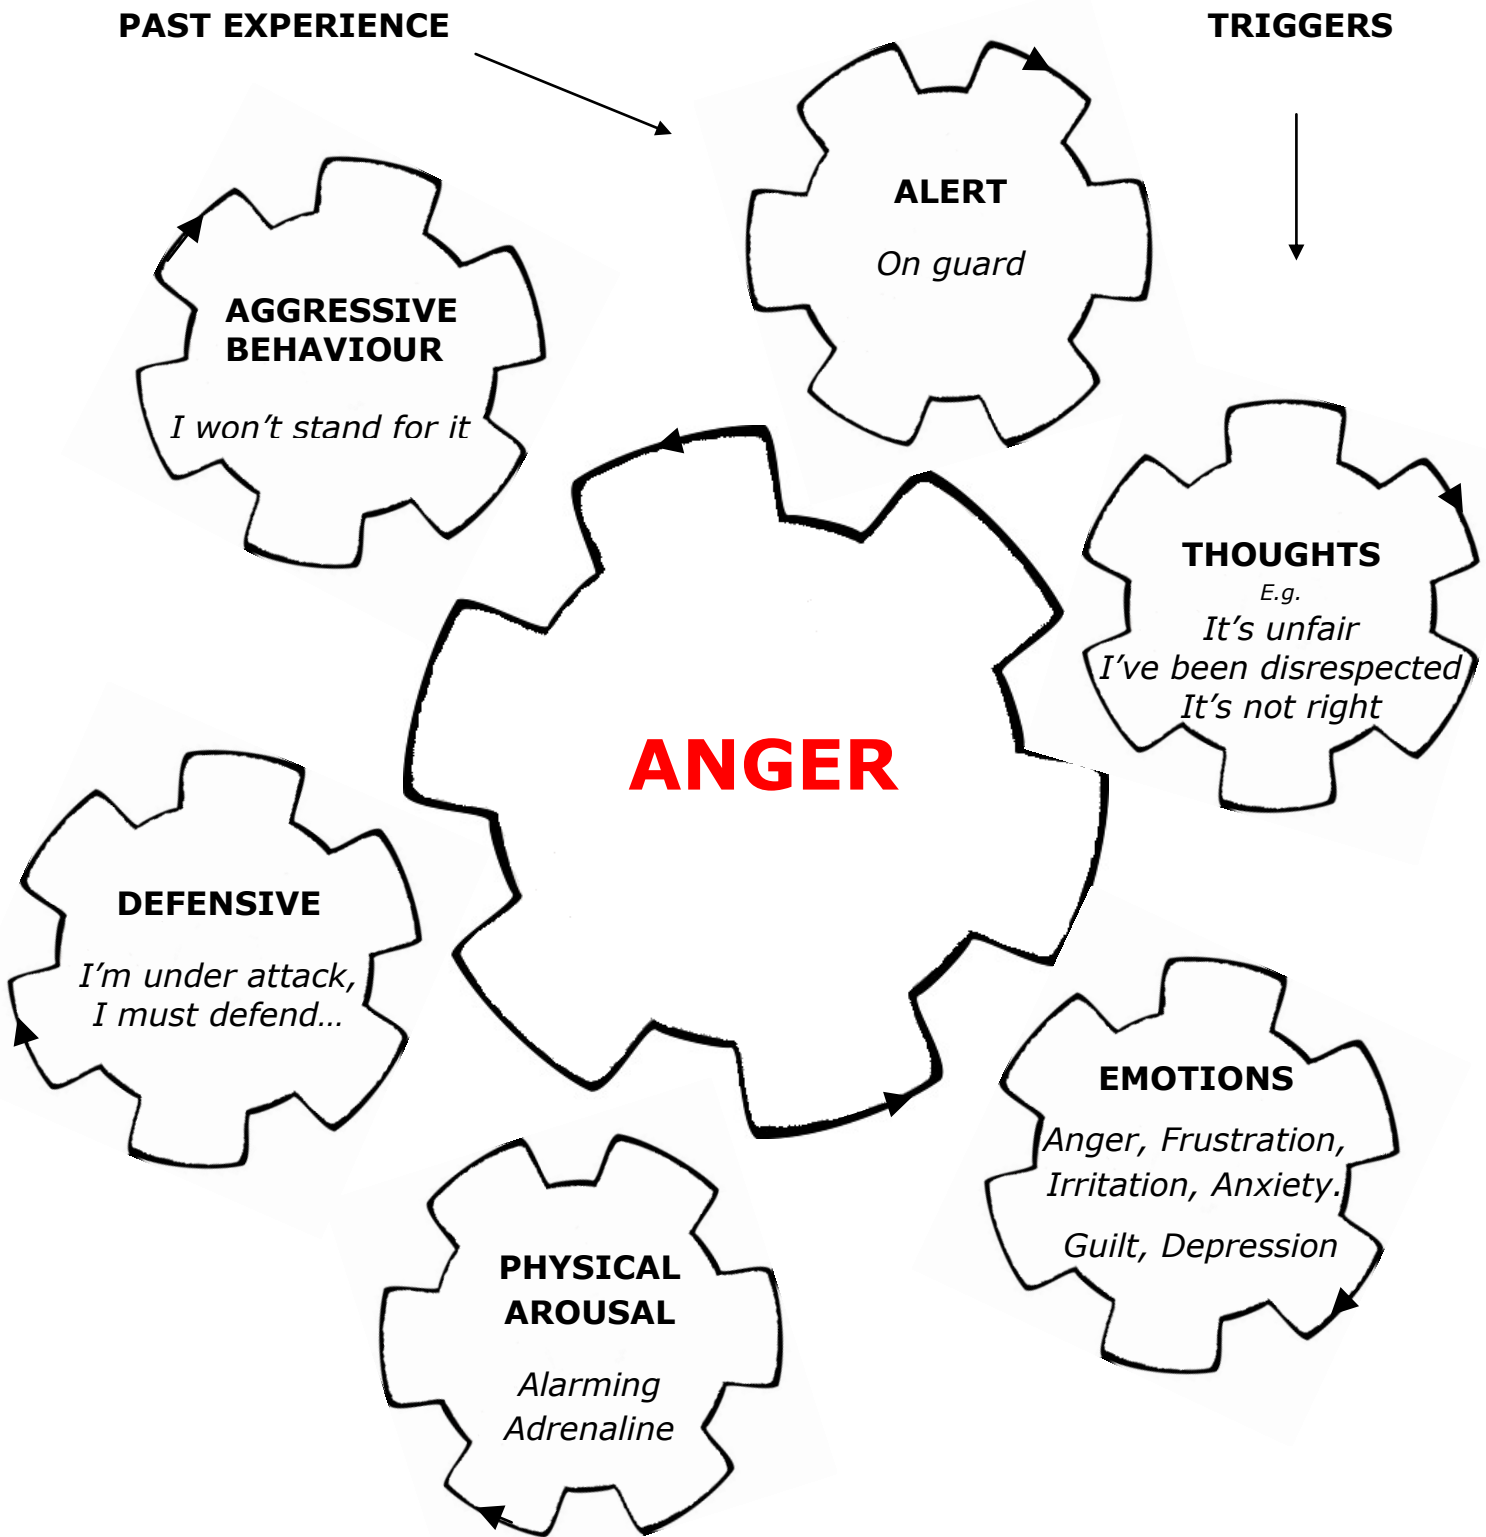 PAST EXPERIENCE
TRIGGERS
ALERT
On guard
AGGRESSIVE
BEHAVIOUR
I won’t stand for it
THOUGHTS
E.g.
It’s unfair
I’ve been disrespected
It’s not right
ANGER
DEFENSIVE
I’m under attack,
I must defend…
EMOTIONS
Anger, Frustration,
Irritation, Anxiety.
Guilt, Depression
PHYSICAL
AROUSAL
Alarming
Adrenaline